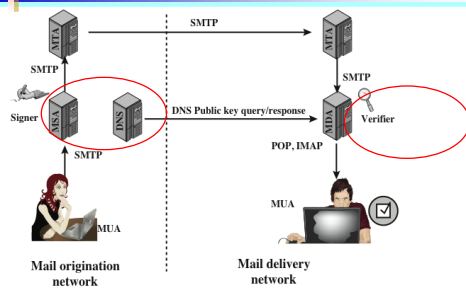 SMTP
MTA
MTA
SMTP
SMTP
Signer
MSA
DNS
DNS Public key query/response
MDA
Verifier
SMTP
POP, IMAP
MUA
MUA
Mail origination
network
Mail delivery
network